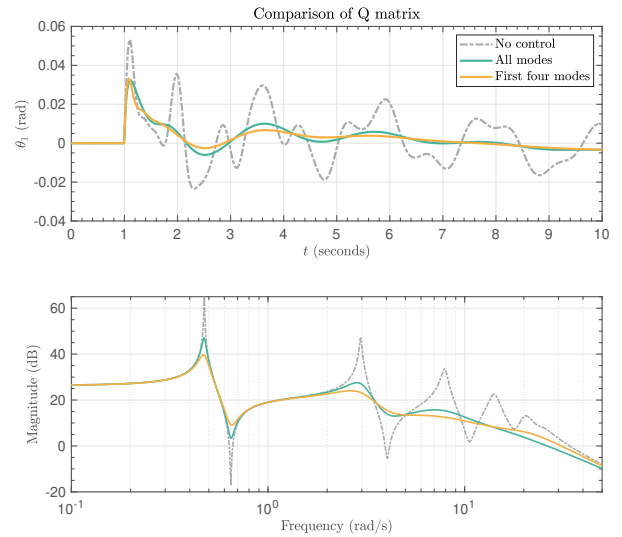 Comparison of Q matrix
0.06
0.04
0.02
0
-0.02
-0.04
θ₁ (rad)
No control
All modes
First four modes
0 1 2 3 4 5 6 7 8 9 10
t (seconds)
60
40
20
0
-20
Magnitude (dB)
10⁻¹ 10⁰ 10¹
Frequency (rad/s)